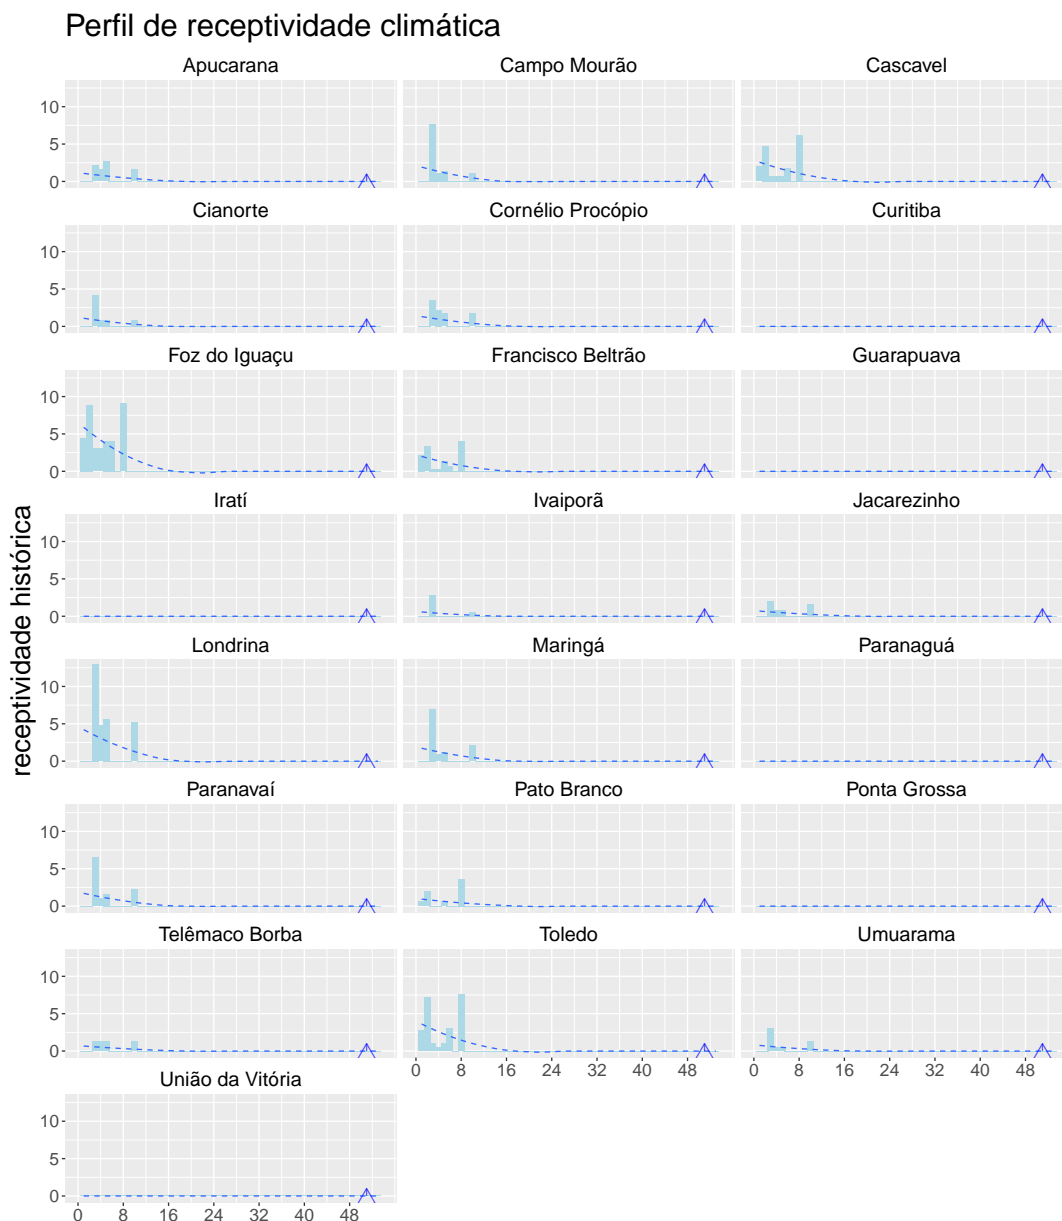 Perfil de receptividade climática
Apucarana Campo Mourão Cascavel
10
5
0
Cianorte Cornélio Procópio Curitiba
10
5
0
Foz do Iguaçu Francisco Beltrão Guarapuava
10
5
0
Iratí Ivaiporã Jacarezinho
10
5
0
receptividade histórica
Londrina Maringá Paranaguá
10
5
0
Paranavaí Pato Branco Ponta Grossa
10
5
0
Telêmaco Borba Toledo Umuarama
10
5
0
0 8 16 24 32 40 48 0 8 16 24 32 40 48
União da Vitória
10
5
0
0 8 16 24 32 40 48